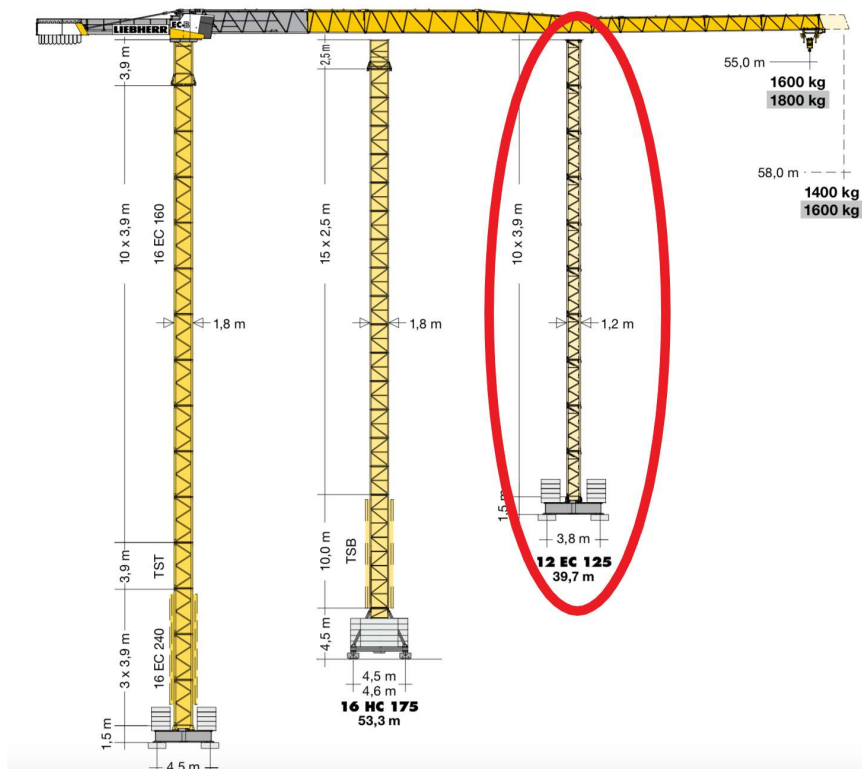 LIEBHERR
EC-B
3,9 m
10 x 3,9 m
16 EC 160
1,8 m
3,9 m
TST
3 x 3,9 m
16 EC 240
1,5 m
4,5 m
2,5 m
15 x 2,5 m
1,8 m
10,0 m
TSB
4,5 m
4,5 m
4,6 m
16 HC 175
53,3 m
10 x 3,9 m
1,2 m
1,5 m
3,8 m
12 EC 125
39,7 m
55,0 m
1600 kg
1800 kg
58,0 m
1400 kg
1600 kg